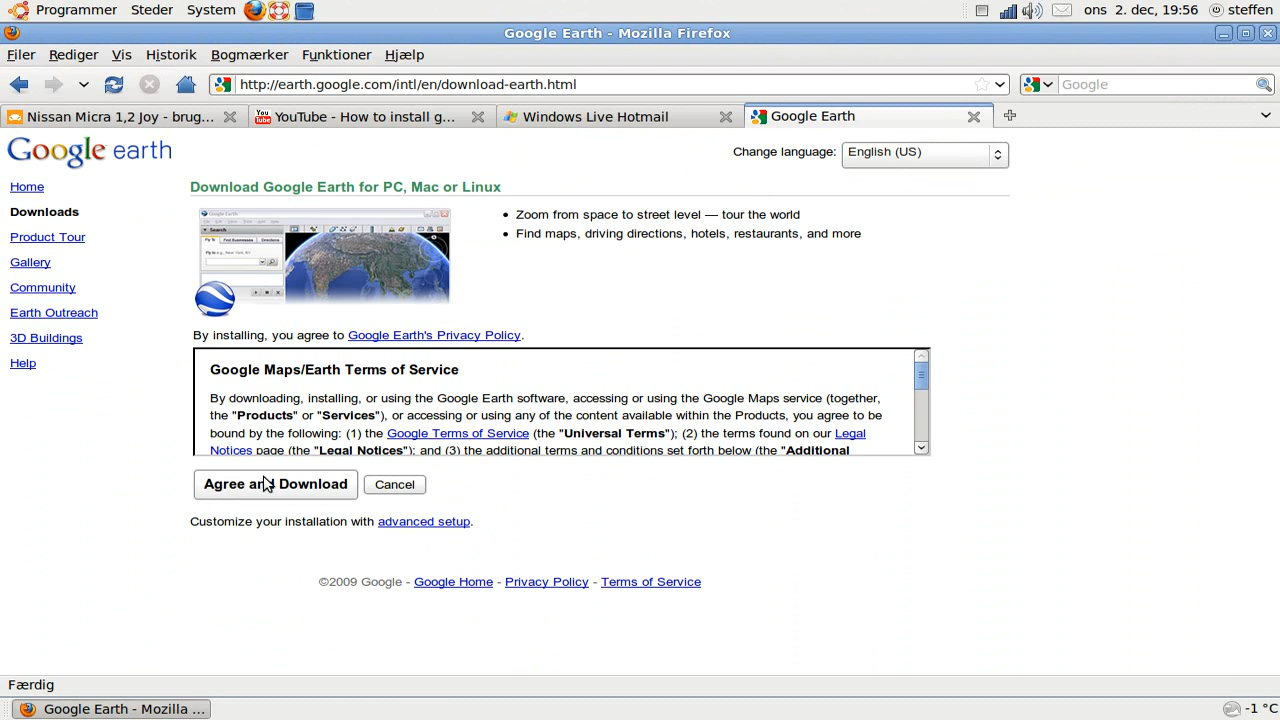 Programmer Steder System ons 2. dec, 19:56 steffen
Google Earth - Mozilla Firefox
Filer Rediger Vis Historik Bogmærker Funktioner Hjælp
http://earth.google.com/intl/en/download-earth.html Google
Nissan Micra 1,2 Joy - brug... YouTube - How to install g... Windows Live Hotmail Google Earth
Google earth
Change language: English (US)
Home
Downloads
Product Tour
Gallery
Community
Earth Outreach
3D Buildings
Help
Download Google Earth for PC, Mac or Linux
Zoom from space to street level — tour the world
Find maps, driving directions, hotels, restaurants, and more
Google Earth
Search
Fly To Find Businesses Directions
By installing, you agree to Google Earth's Privacy Policy.
Google Maps/Earth Terms of Service
By downloading, installing, or using the Google Earth software, accessing or using the Google Maps service (together,
the "Products" or "Services"), or accessing or using any of the content available within the Products, you agree to be
bound by the following: (1) the Google Terms of Service (the "Universal Terms"); (2) the terms found on our Legal
Notices page (the "Legal Notices"); and (3) the additional terms and conditions set forth below (the "Additional
Agree and Download Cancel
Customize your installation with advanced setup.
©2009 Google - Google Home - Privacy Policy - Terms of Service
Færdig
Google Earth - Mozilla ... -1 °C